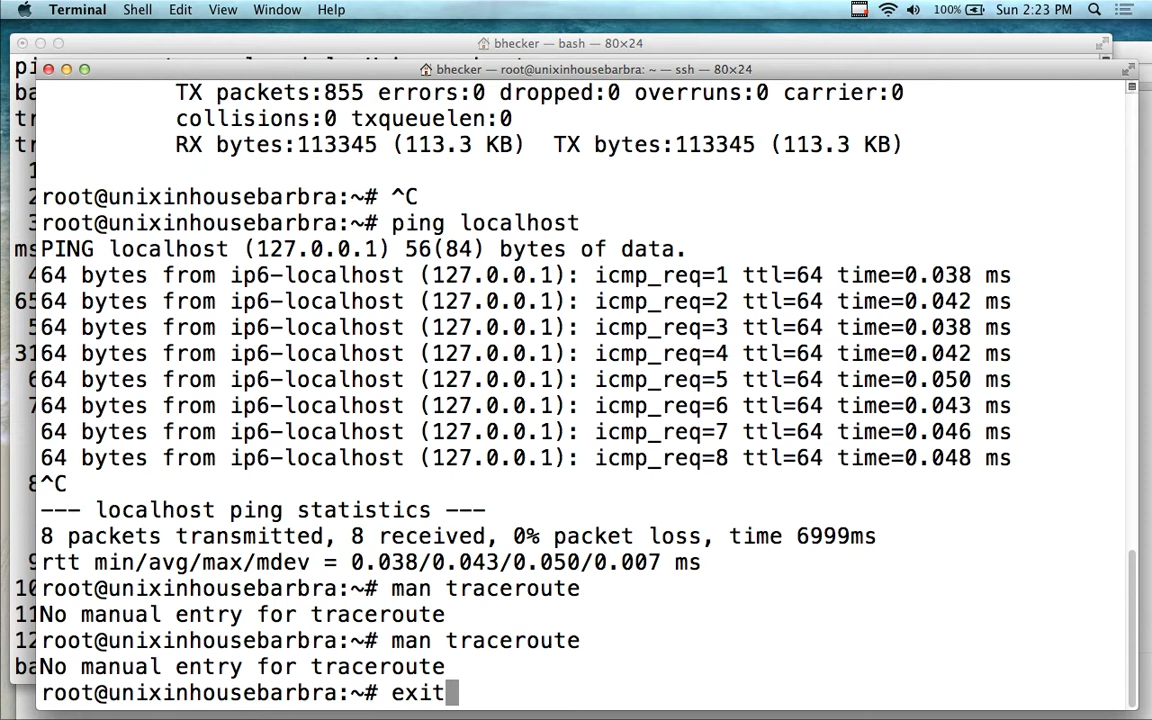 Terminal Shell Edit View Window Help 100% Sun 2:23 PM
bhecker — bash — 80×24
bhecker — root@unixinhousebarbra: ~ — ssh — 80×24
TX packets:855 errors:0 dropped:0 overruns:0 carrier:0
collisions:0 txqueuelen:0
RX bytes:113345 (113.3 KB)  TX bytes:113345 (113.3 KB)
root@unixinhousebarbra:~# ^C
root@unixinhousebarbra:~# ping localhost
PING localhost (127.0.0.1) 56(84) bytes of data.
64 bytes from ip6-localhost (127.0.0.1): icmp_req=1 ttl=64 time=0.038 ms
64 bytes from ip6-localhost (127.0.0.1): icmp_req=2 ttl=64 time=0.042 ms
64 bytes from ip6-localhost (127.0.0.1): icmp_req=3 ttl=64 time=0.038 ms
64 bytes from ip6-localhost (127.0.0.1): icmp_req=4 ttl=64 time=0.042 ms
64 bytes from ip6-localhost (127.0.0.1): icmp_req=5 ttl=64 time=0.050 ms
64 bytes from ip6-localhost (127.0.0.1): icmp_req=6 ttl=64 time=0.043 ms
64 bytes from ip6-localhost (127.0.0.1): icmp_req=7 ttl=64 time=0.046 ms
64 bytes from ip6-localhost (127.0.0.1): icmp_req=8 ttl=64 time=0.048 ms
^C
--- localhost ping statistics ---
8 packets transmitted, 8 received, 0% packet loss, time 6999ms
rtt min/avg/max/mdev = 0.038/0.043/0.050/0.007 ms
root@unixinhousebarbra:~# man traceroute
No manual entry for traceroute
root@unixinhousebarbra:~# man traceroute
No manual entry for traceroute
root@unixinhousebarbra:~# exit